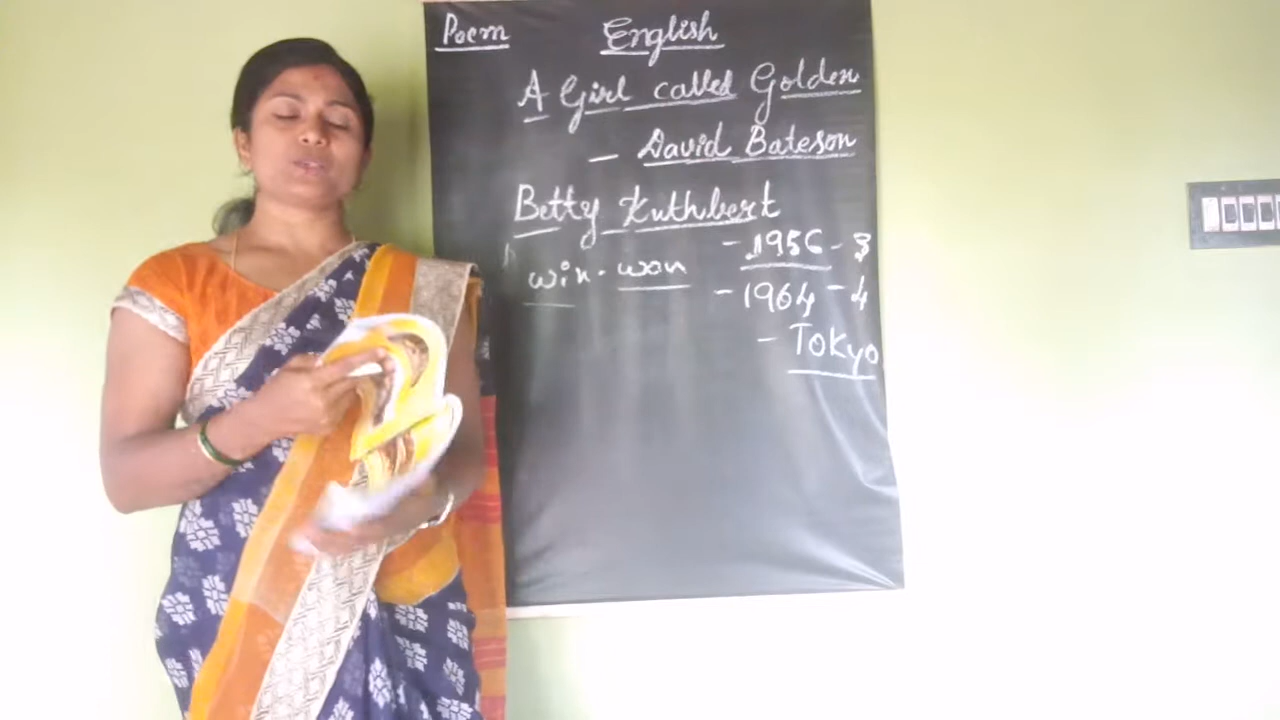 Poem English
A Girl called Golden
- David Bateson
Betty Kuthbert
- 1956 - 3
win - won
- 1964 - 4
- Tokyo